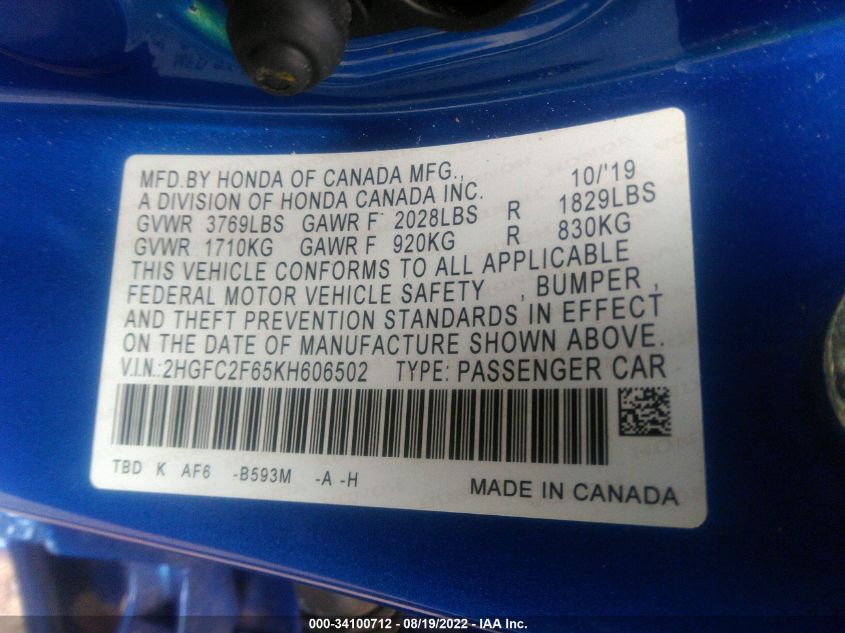 MFD.BY HONDA OF CANADA MFG., 10/'19
A DIVISION OF HONDA CANADA INC.
GVWR 3769LBS GAWR F 2028LBS R 1829LBS
GVWR 1710KG GAWR F 920KG R 830KG
THIS VEHICLE CONFORMS TO ALL APPLICABLE
FEDERAL MOTOR VEHICLE SAFETY , BUMPER ,
AND THEFT PREVENTION STANDARDS IN EFFECT
ON THE DATE OF MANUFACTURE SHOWN ABOVE.
V.I.N.:2HGFC2F65KH606502 TYPE: PASSENGER CAR
TBD K AF6 -B593M -A -H
MADE IN CANADA
000-34100712 - 08/19/2022 - IAA Inc.